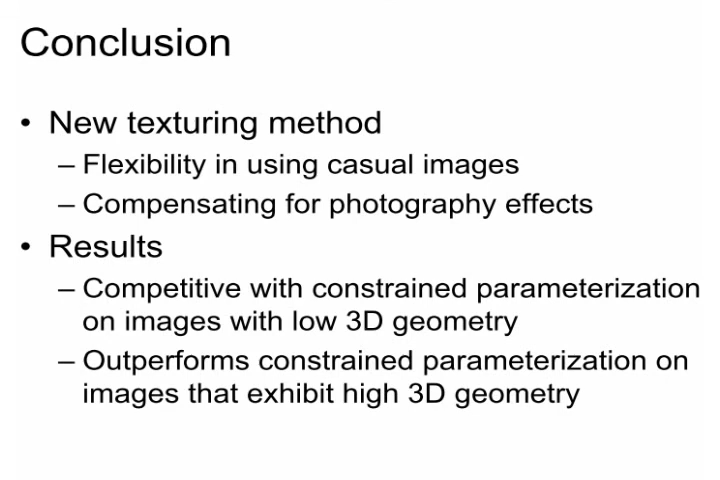 Conclusion
• New texturing method
– Flexibility in using casual images
– Compensating for photography effects
• Results
– Competitive with constrained parameterization
on images with low 3D geometry
– Outperforms constrained parameterization on
images that exhibit high 3D geometry